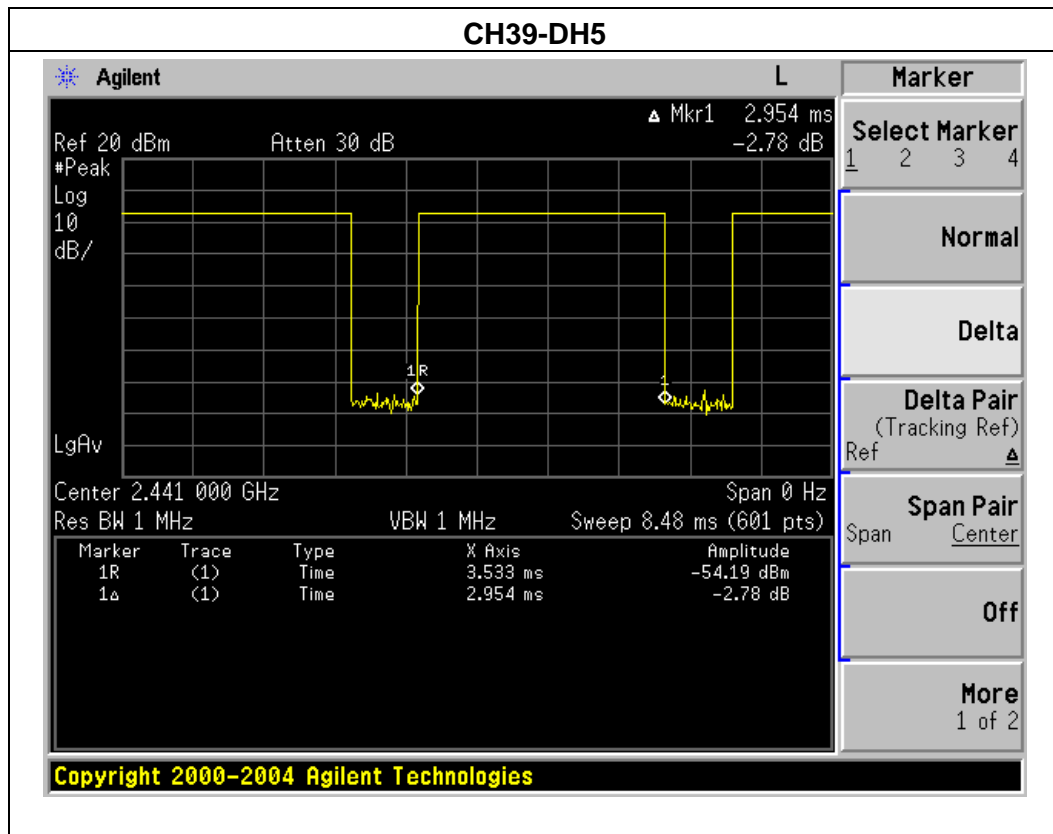 CH39-DH5
Agilent L
Δ Mkr1 2.954 ms
Ref 20 dBm Atten 30 dB -2.78 dB
#Peak
Log
10
dB/
1R
1
LgAv
Center 2.441 000 GHz Span 0 Hz
Res BW 1 MHz VBW 1 MHz Sweep 8.48 ms (601 pts)
Marker Trace Type X Axis Amplitude
1R (1) Time 3.533 ms -54.19 dBm
1Δ (1) Time 2.954 ms -2.78 dB
Marker
Select Marker
1 2 3 4
Normal
Delta
Delta Pair
(Tracking Ref)
Ref Δ
Span Pair
Span Center
Off
More
1 of 2
Copyright 2000-2004 Agilent Technologies